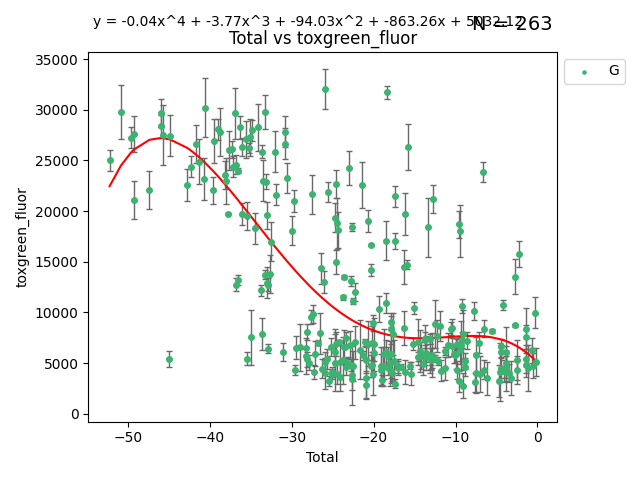 y = -0.04x^4 + -3.77x^3 + -94.03x^2 + -863.26x + 5032.12
N = 263
Total vs toxgreen_fluor
G
35000
30000
25000
20000
15000
10000
5000
0
toxgreen_fluor
−50 −40 −30 −20 −10 0
Total